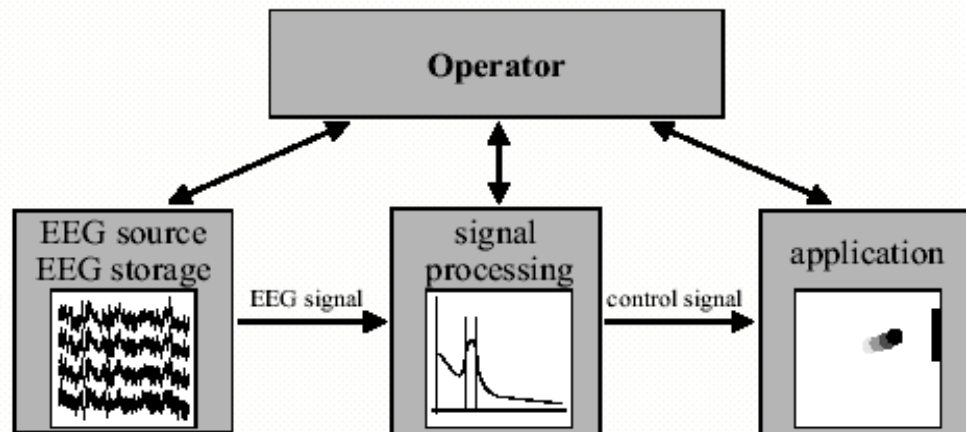 Operator
EEG source
EEG storage
EEG signal
signal
processing
control signal
application